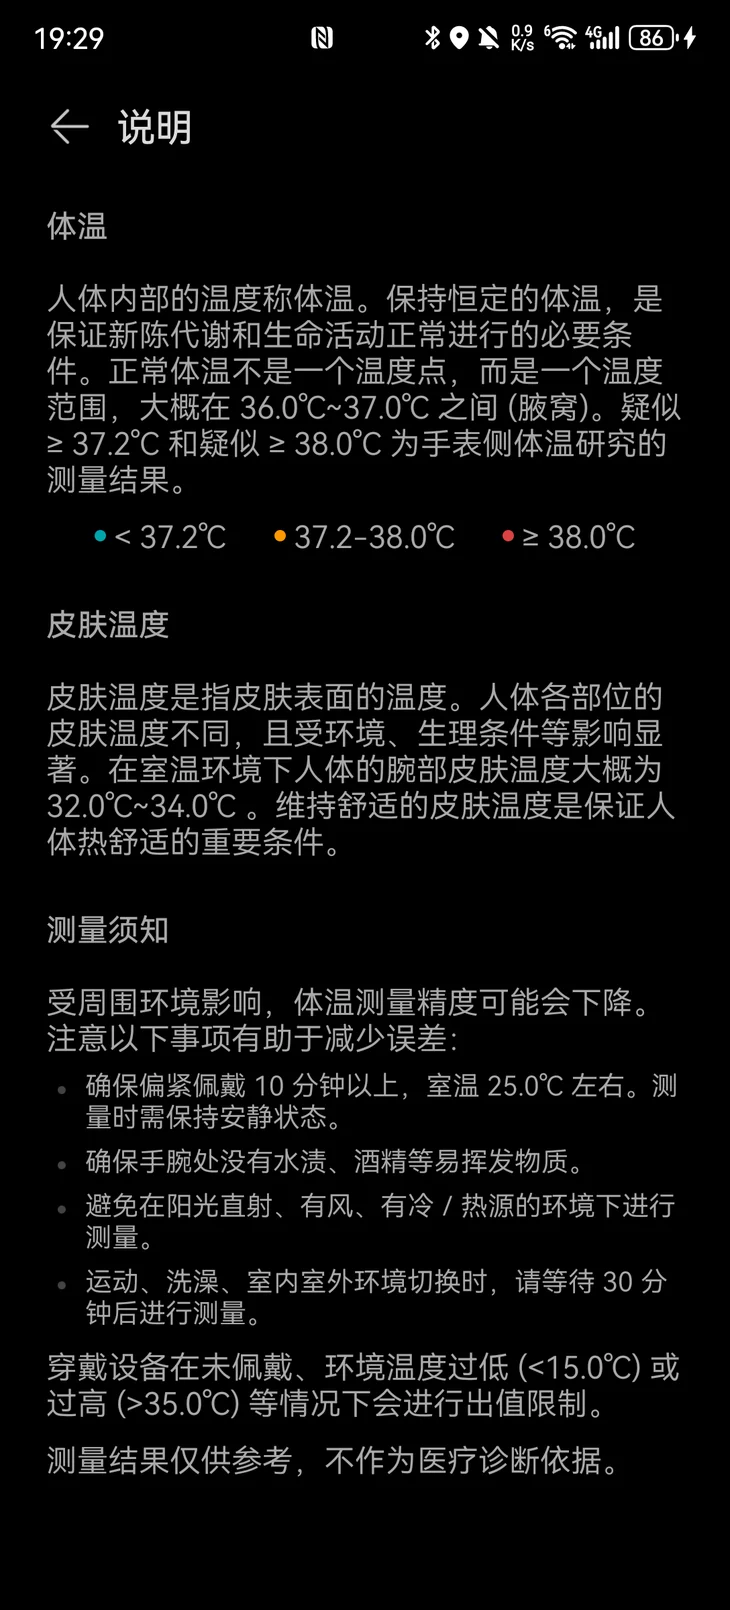 19:29
0.9
K/s
6
4G
86
说明
体温
人体内部的温度称体温。保持恒定的体温，是
保证新陈代谢和生命活动正常进行的必要条
件。正常体温不是一个温度点，而是一个温度
范围，大概在 36.0℃~37.0℃ 之间 (腋窝)。疑似
≥ 37.2℃ 和疑似 ≥ 38.0℃ 为手表侧体温研究的
测量结果。
< 37.2℃ 37.2-38.0℃ ≥ 38.0℃
皮肤温度
皮肤温度是指皮肤表面的温度。人体各部位的
皮肤温度不同，且受环境、生理条件等影响显
著。在室温环境下人体的腕部皮肤温度大概为
32.0℃~34.0℃ 。维持舒适的皮肤温度是保证人
体热舒适的重要条件。
测量须知
受周围环境影响，体温测量精度可能会下降。
注意以下事项有助于减少误差：
• 确保偏紧佩戴 10 分钟以上，室温 25.0℃ 左右。测
量时需保持安静状态。
• 确保手腕处没有水渍、酒精等易挥发物质。
• 避免在阳光直射、有风、有冷 / 热源的环境下进行
测量。
• 运动、洗澡、室内室外环境切换时，请等待 30 分
钟后进行测量。
穿戴设备在未佩戴、环境温度过低 (<15.0℃) 或
过高 (>35.0℃) 等情况下会进行出值限制。
测量结果仅供参考，不作为医疗诊断依据。